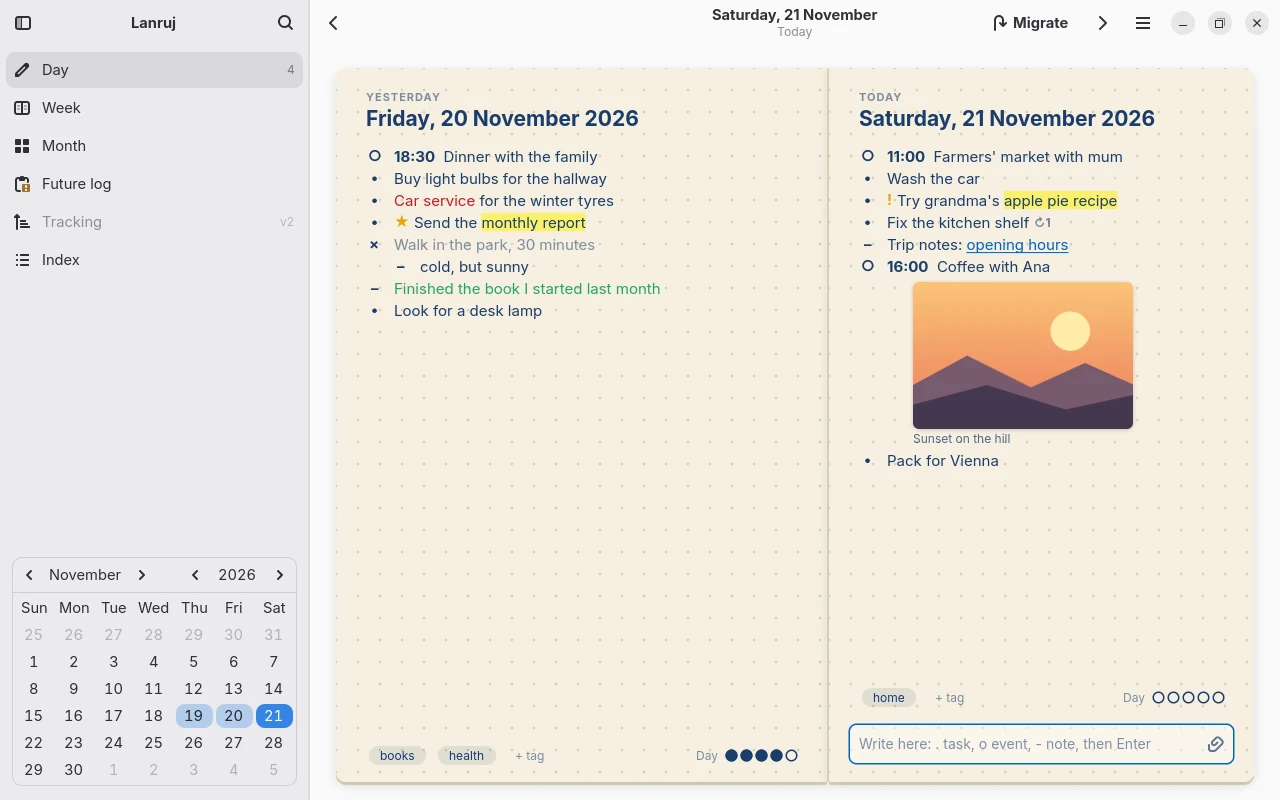 Lanruj
Day 4
Week
Month
Future log
Tracking v2
Index
November 2026
Sun Mon Tue Wed Thu Fri Sat
25 26 27 28 29 30 31
1 2 3 4 5 6 7
8 9 10 11 12 13 14
15 16 17 18 19 20 21
22 23 24 25 26 27 28
29 30 1 2 3 4 5
Saturday, 21 November
Today
Migrate
YESTERDAY
Friday, 20 November 2026
18:30 Dinner with the family
• Buy light bulbs for the hallway
• Car service for the winter tyres
• ★ Send the monthly report
× Walk in the park, 30 minutes
– cold, but sunny
– Finished the book I started last month
• Look for a desk lamp
books health + tag Day
TODAY
Saturday, 21 November 2026
11:00 Farmers' market with mum
• Wash the car
• ! Try grandma's apple pie recipe
• Fix the kitchen shelf ↻1
– Trip notes: opening hours
16:00 Coffee with Ana
Sunset on the hill
• Pack for Vienna
home + tag Day
Write here: . task, o event, - note, then Enter